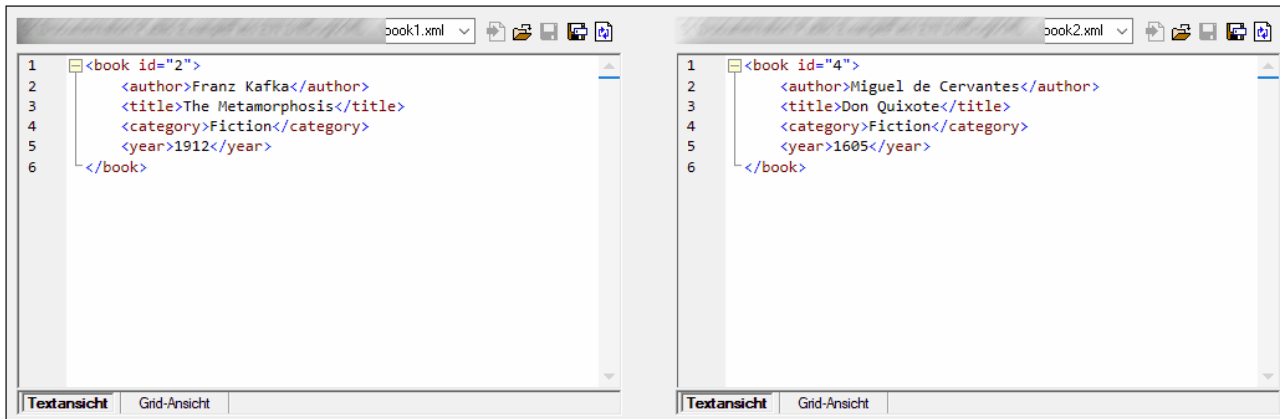 book1.xml
1 <book id="2">
2 <author>Franz Kafka</author>
3 <title>The Metamorphosis</title>
4 <category>Fiction</category>
5 <year>1912</year>
6 </book>
Textansicht Grid-Ansicht
book2.xml
1 <book id="4">
2 <author>Miguel de Cervantes</author>
3 <title>Don Quixote</title>
4 <category>Fiction</category>
5 <year>1605</year>
6 </book>
Textansicht Grid-Ansicht